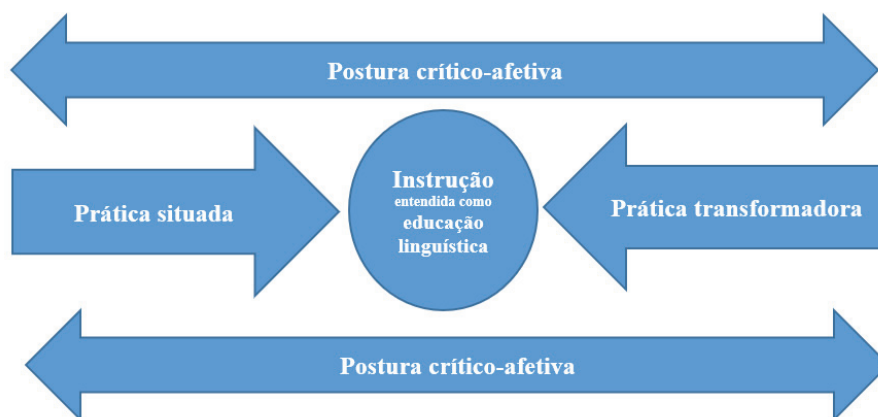 Postura crítico-afetiva
Prática situada
Instrução
entendida como
educação
linguística
Prática transformadora
Postura crítico-afetiva